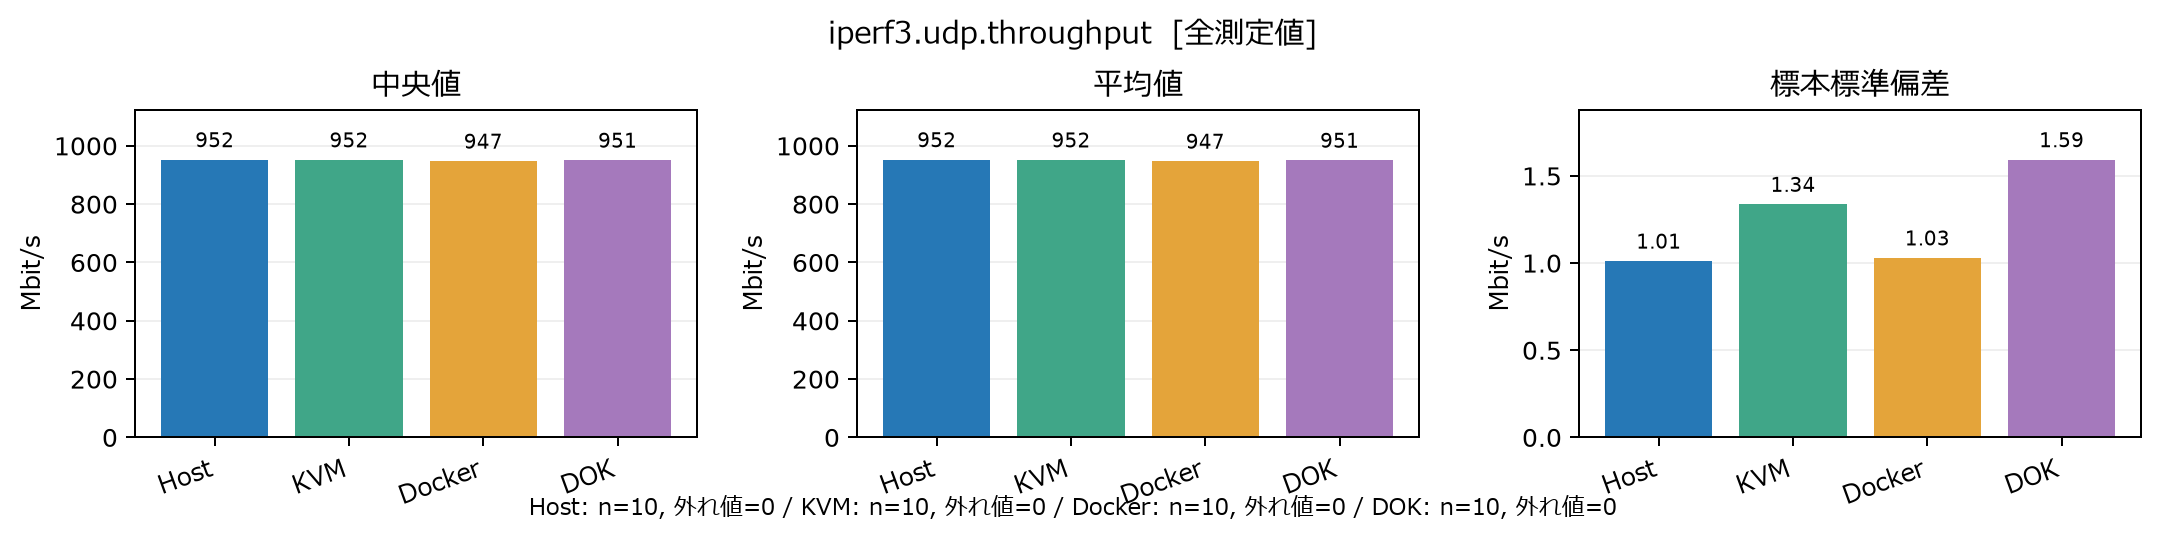 iperf3.udp.throughput [全測定値]
中央値
Mbit/s
1000
800
600
400
200
0
952
952
947
951
Host
KVM
Docker
DOK
平均値
Mbit/s
1000
800
600
400
200
0
952
952
947
951
Host
KVM
Docker
DOK
標本標準偏差
Mbit/s
1.5
1.0
0.5
0.0
1.01
1.34
1.03
1.59
Host
KVM
Docker
DOK
Host: n=10, 外れ値=0 / KVM: n=10, 外れ値=0 / Docker: n=10, 外れ値=0 / DOK: n=10, 外れ値=0